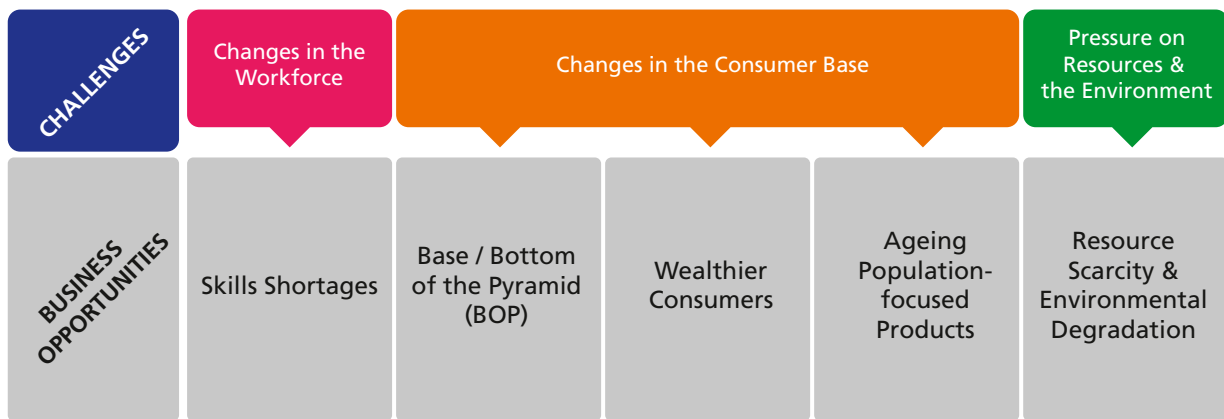 CHALLENGES
Changes in the
Workforce
Changes in the Consumer Base
Pressure on
Resources &
the Environment
BUSINESS
OPPORTUNITIES
Skills Shortages
Base / Bottom
of the Pyramid
(BOP)
Wealthier
Consumers
Ageing
Population-
focused
Products
Resource
Scarcity &
Environmental
Degradation